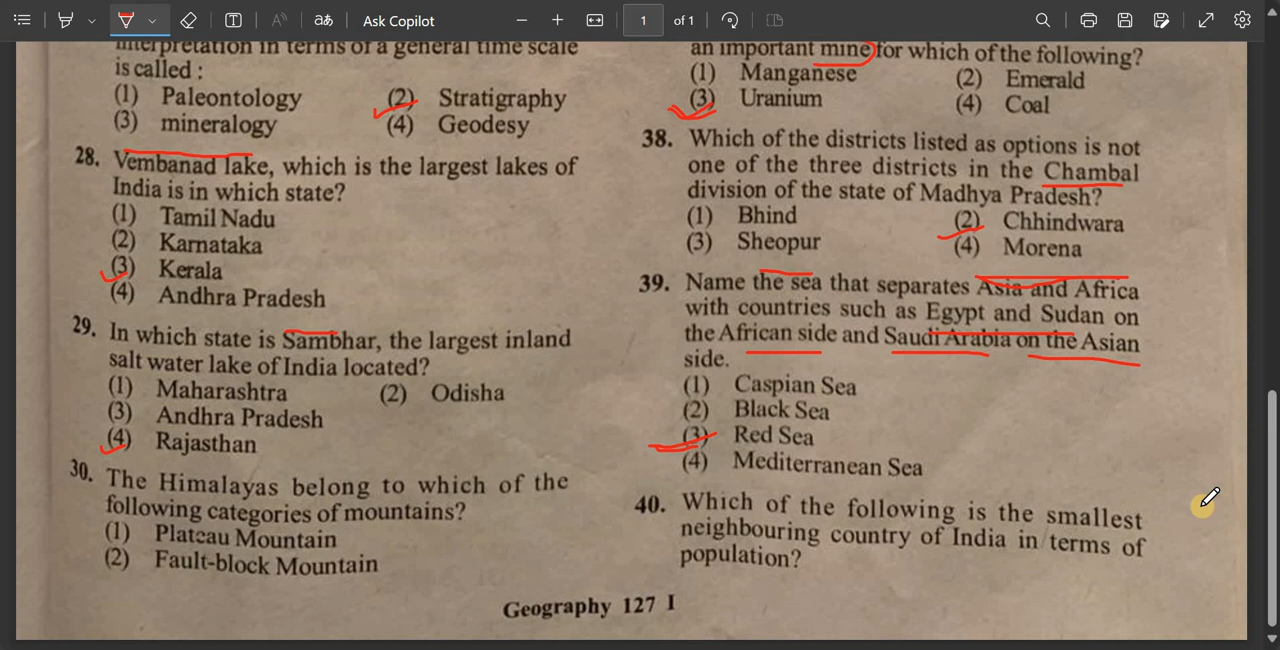 Ask Copilot
1 of 1
interpretation in terms of a general time scale
is called :
(1) Paleontology (2) Stratigraphy
(3) mineralogy (4) Geodesy
28. Vembanad lake, which is the largest lakes of
India is in which state?
(1) Tamil Nadu
(2) Karnataka
(3) Kerala
(4) Andhra Pradesh
29. In which state is Sambhar, the largest inland
salt water lake of India located?
(1) Maharashtra (2) Odisha
(3) Andhra Pradesh
(4) Rajasthan
30. The Himalayas belong to which of the
following categories of mountains?
(1) Plateau Mountain
(2) Fault-block Mountain
an important mine for which of the following?
(1) Manganese (2) Emerald
(3) Uranium (4) Coal
38. Which of the districts listed as options is not
one of the three districts in the Chambal
division of the state of Madhya Pradesh?
(1) Bhind (2) Chhindwara
(3) Sheopur (4) Morena
39. Name the sea that separates Asia and Africa
with countries such as Egypt and Sudan on
the African side and Saudi Arabia on the Asian
side.
(1) Caspian Sea
(2) Black Sea
(3) Red Sea
(4) Mediterranean Sea
40. Which of the following is the smallest
neighbouring country of India in terms of
population?
Geography 127 I